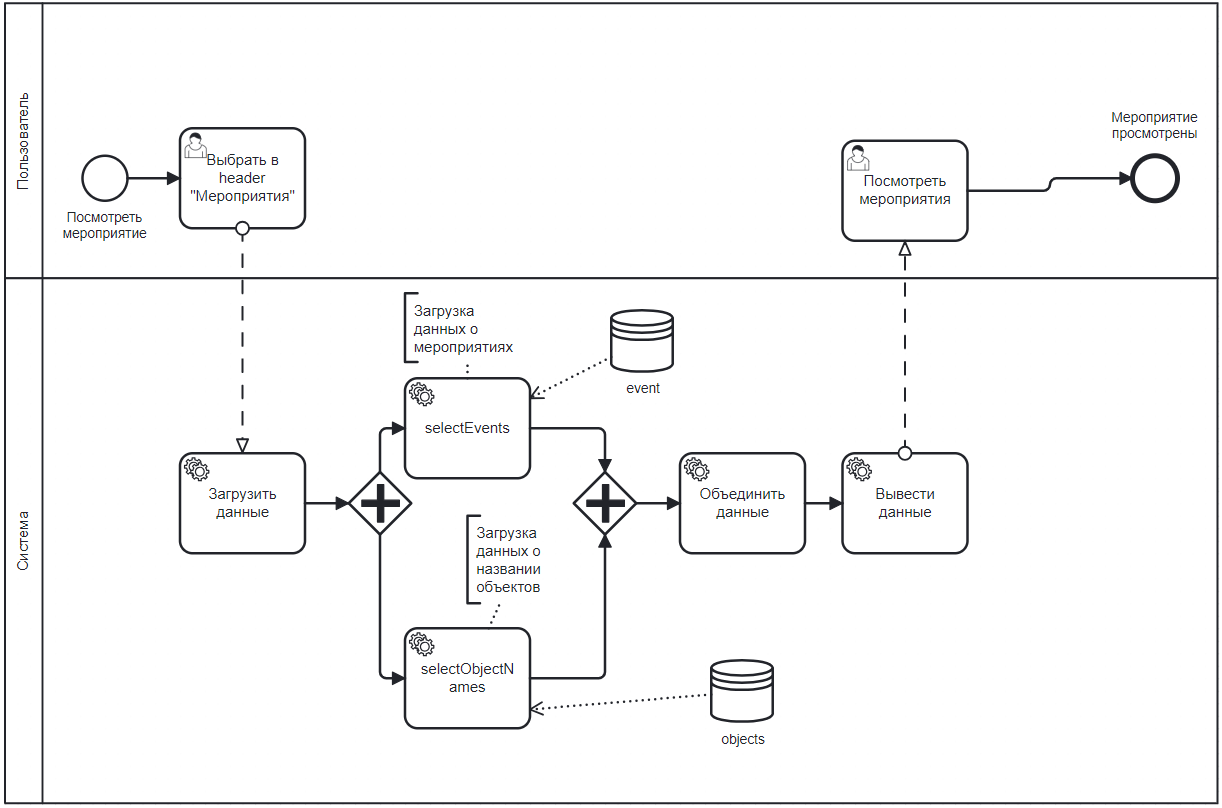 Пользователь
Посмотреть
мероприятие
Выбрать в
header
"Мероприятия"
Посмотреть
мероприятия
Мероприятие
просмотрены
Система
Загрузить
данные
Загрузка
данных о
мероприятиях
selectEvents
event
Загрузка
данных о
названии
объектов
selectObjectN
ames
objects
Объединить
данные
Вывести
данные